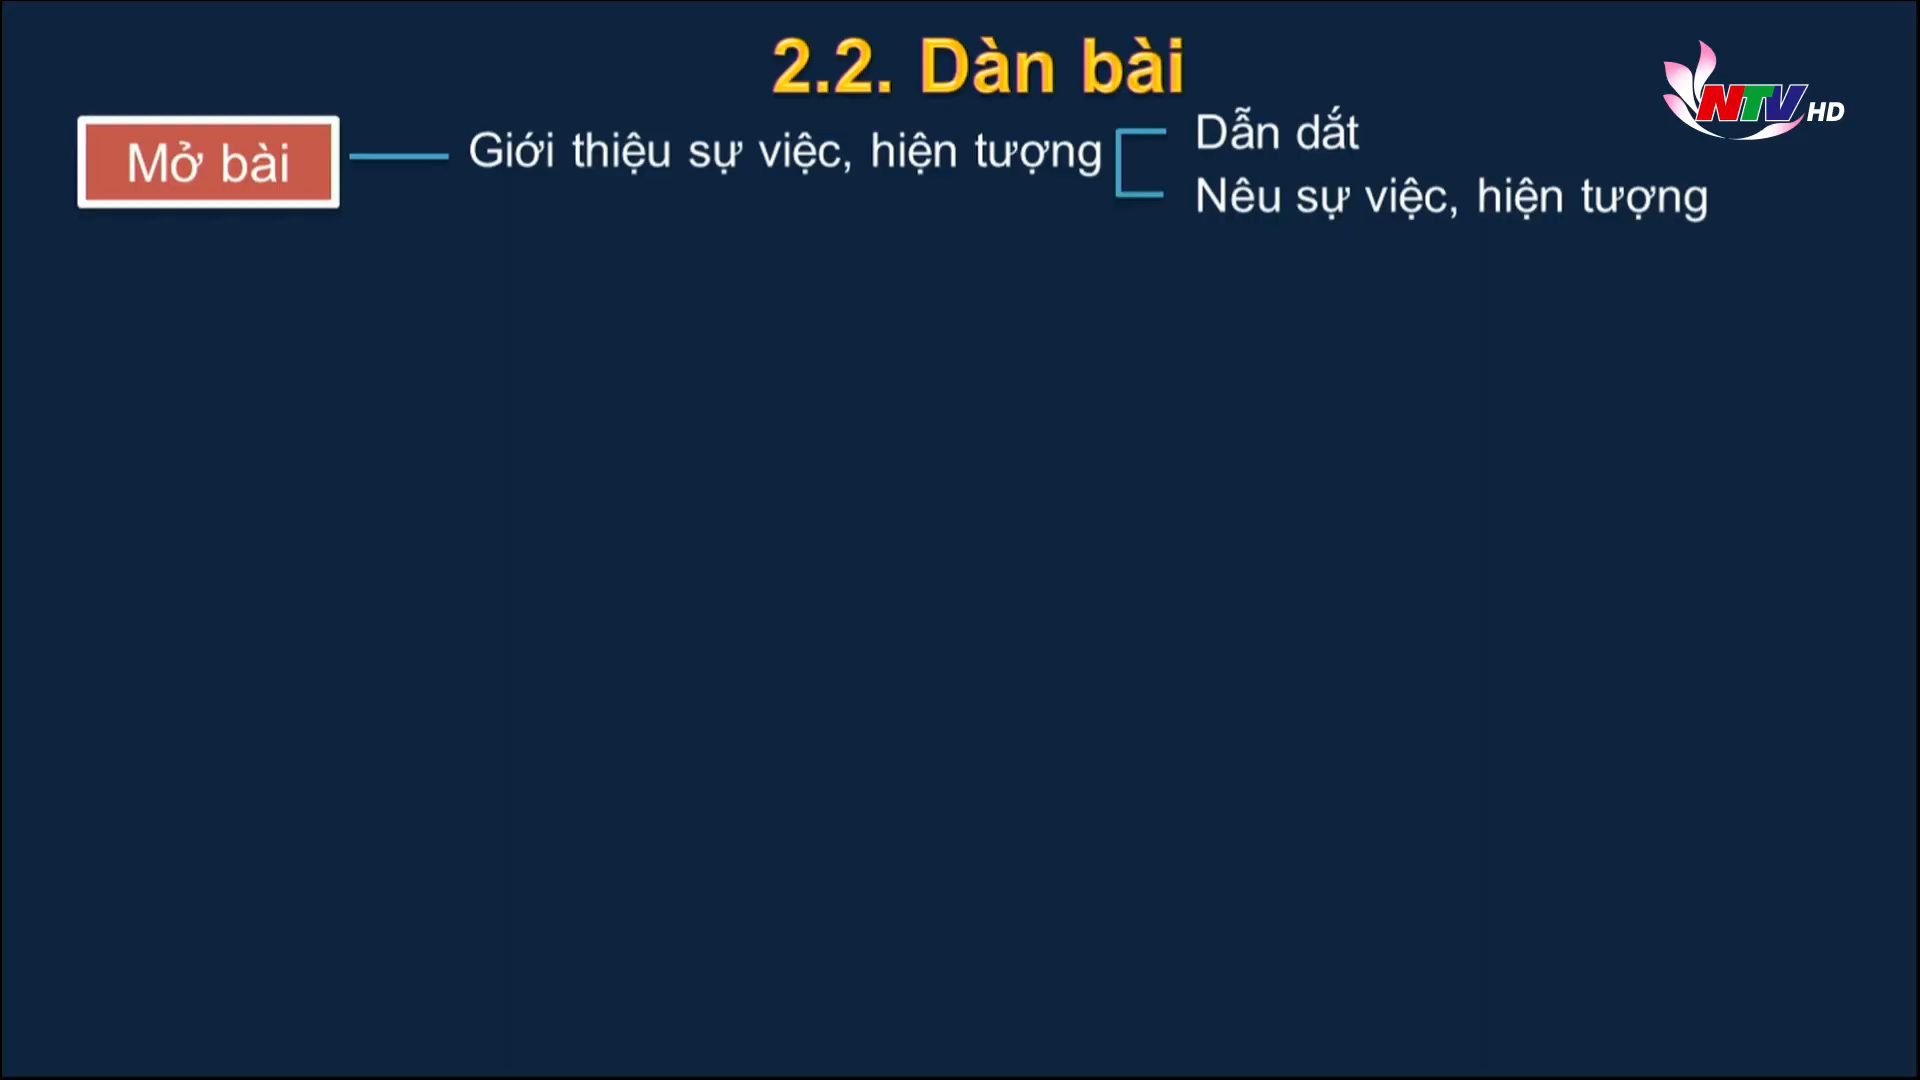 2.2. Dàn bài
NTV HD
Mở bài
Giới thiệu sự việc, hiện tượng
Dẫn dắt
Nêu sự việc, hiện tượng